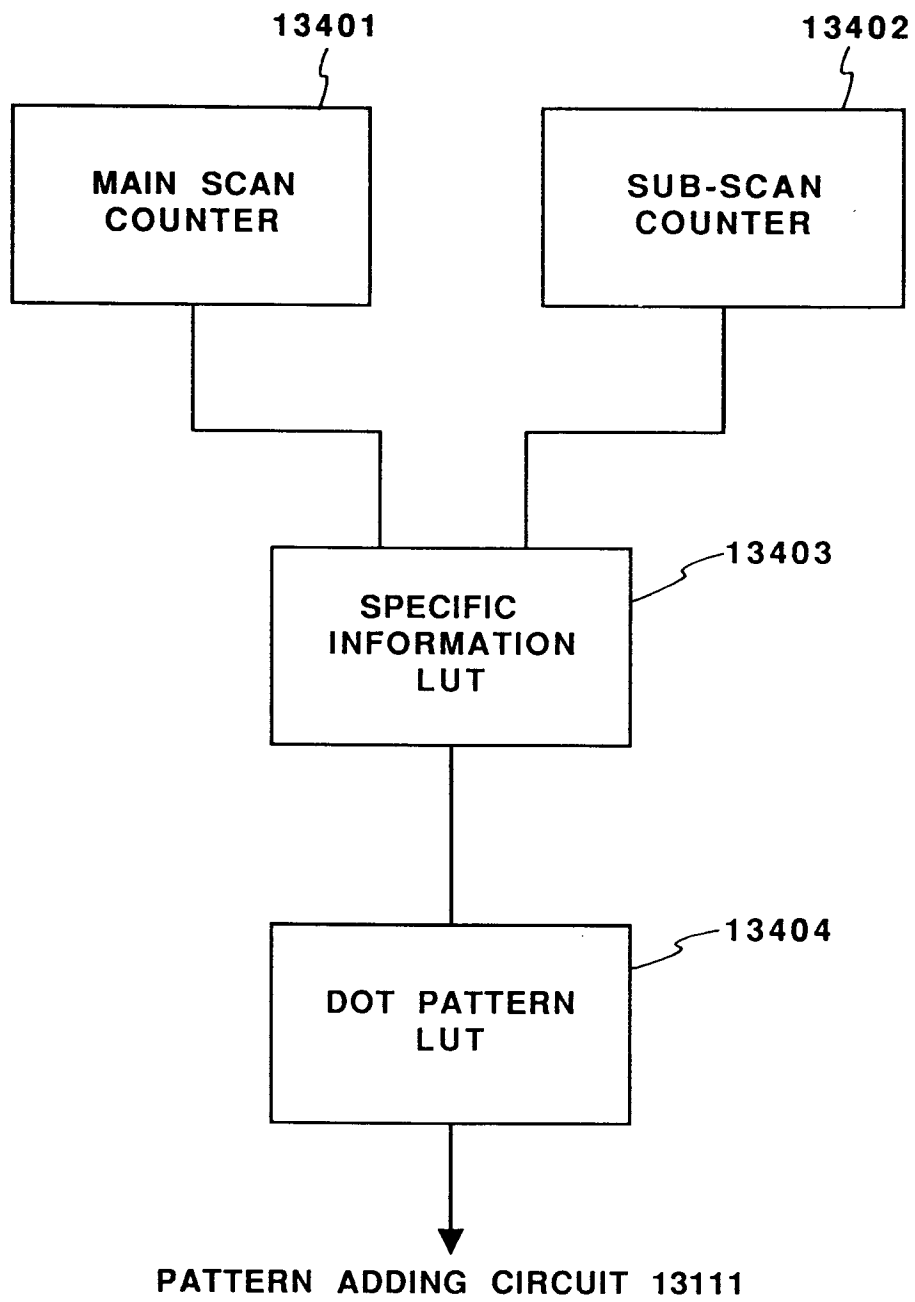 13401
13402
MAIN SCAN
COUNTER
SUB-SCAN
COUNTER
13403
SPECIFIC
INFORMATION
LUT
13404
DOT PATTERN
LUT
PATTERN ADDING CIRCUIT 13111